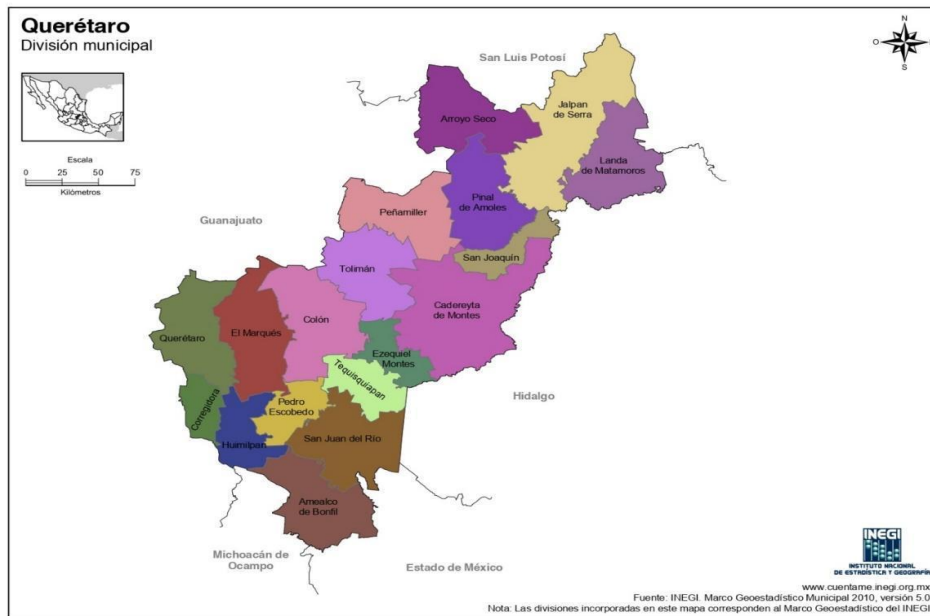 Querétaro
División municipal
N
O
E
S
Escala
0 25 50 75
Kilómetros
San Luis Potosí
Guanajuato
Hidalgo
Michoacán de
Ocampo
Estado de México
Arroyo Seco
Jalpan
de Serra
Landa
de Matamoros
Pinal
de Amoles
Peñamiller
San Joaquín
Tolimán
Cadereyta
de Montes
Colón
El Marqués
Querétaro
Ezequiel
Montes
Tequisquiapan
Corregidora
Pedro
Escobedo
Huimilpan
San Juan del Río
Amealco
de Bonfil
INEGI
INSTITUTO NACIONAL
DE ESTADÍSTICA Y GEOGRAFÍA
www.cuentame.inegi.org.mx
Fuente: INEGI. Marco Geoestadístico Municipal 2010, versión 5.0
Nota: Las divisiones incorporadas en este mapa corresponden al Marco Geoestadístico del INEGI